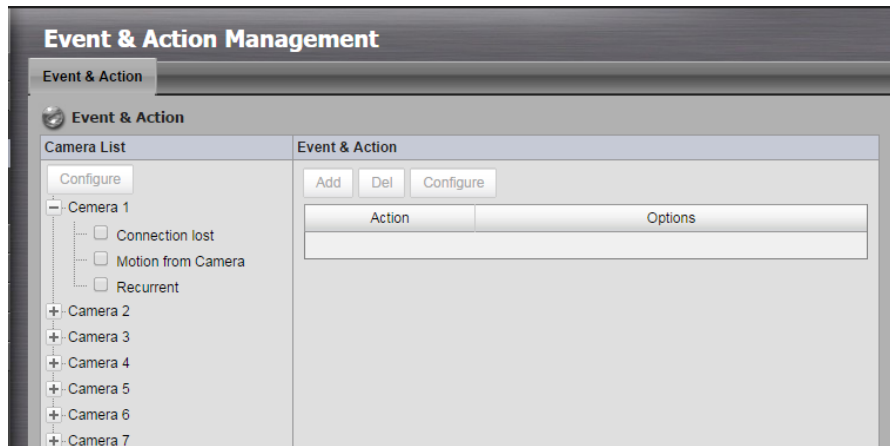 Event & Action Management
Event & Action
Event & Action
Camera List
Event & Action
Configure
Add
Del
Configure
Cemera 1
Action
Options
Connection lost
Motion from Camera
Recurrent
Camera 2
Camera 3
Camera 4
Camera 5
Camera 6
Camera 7